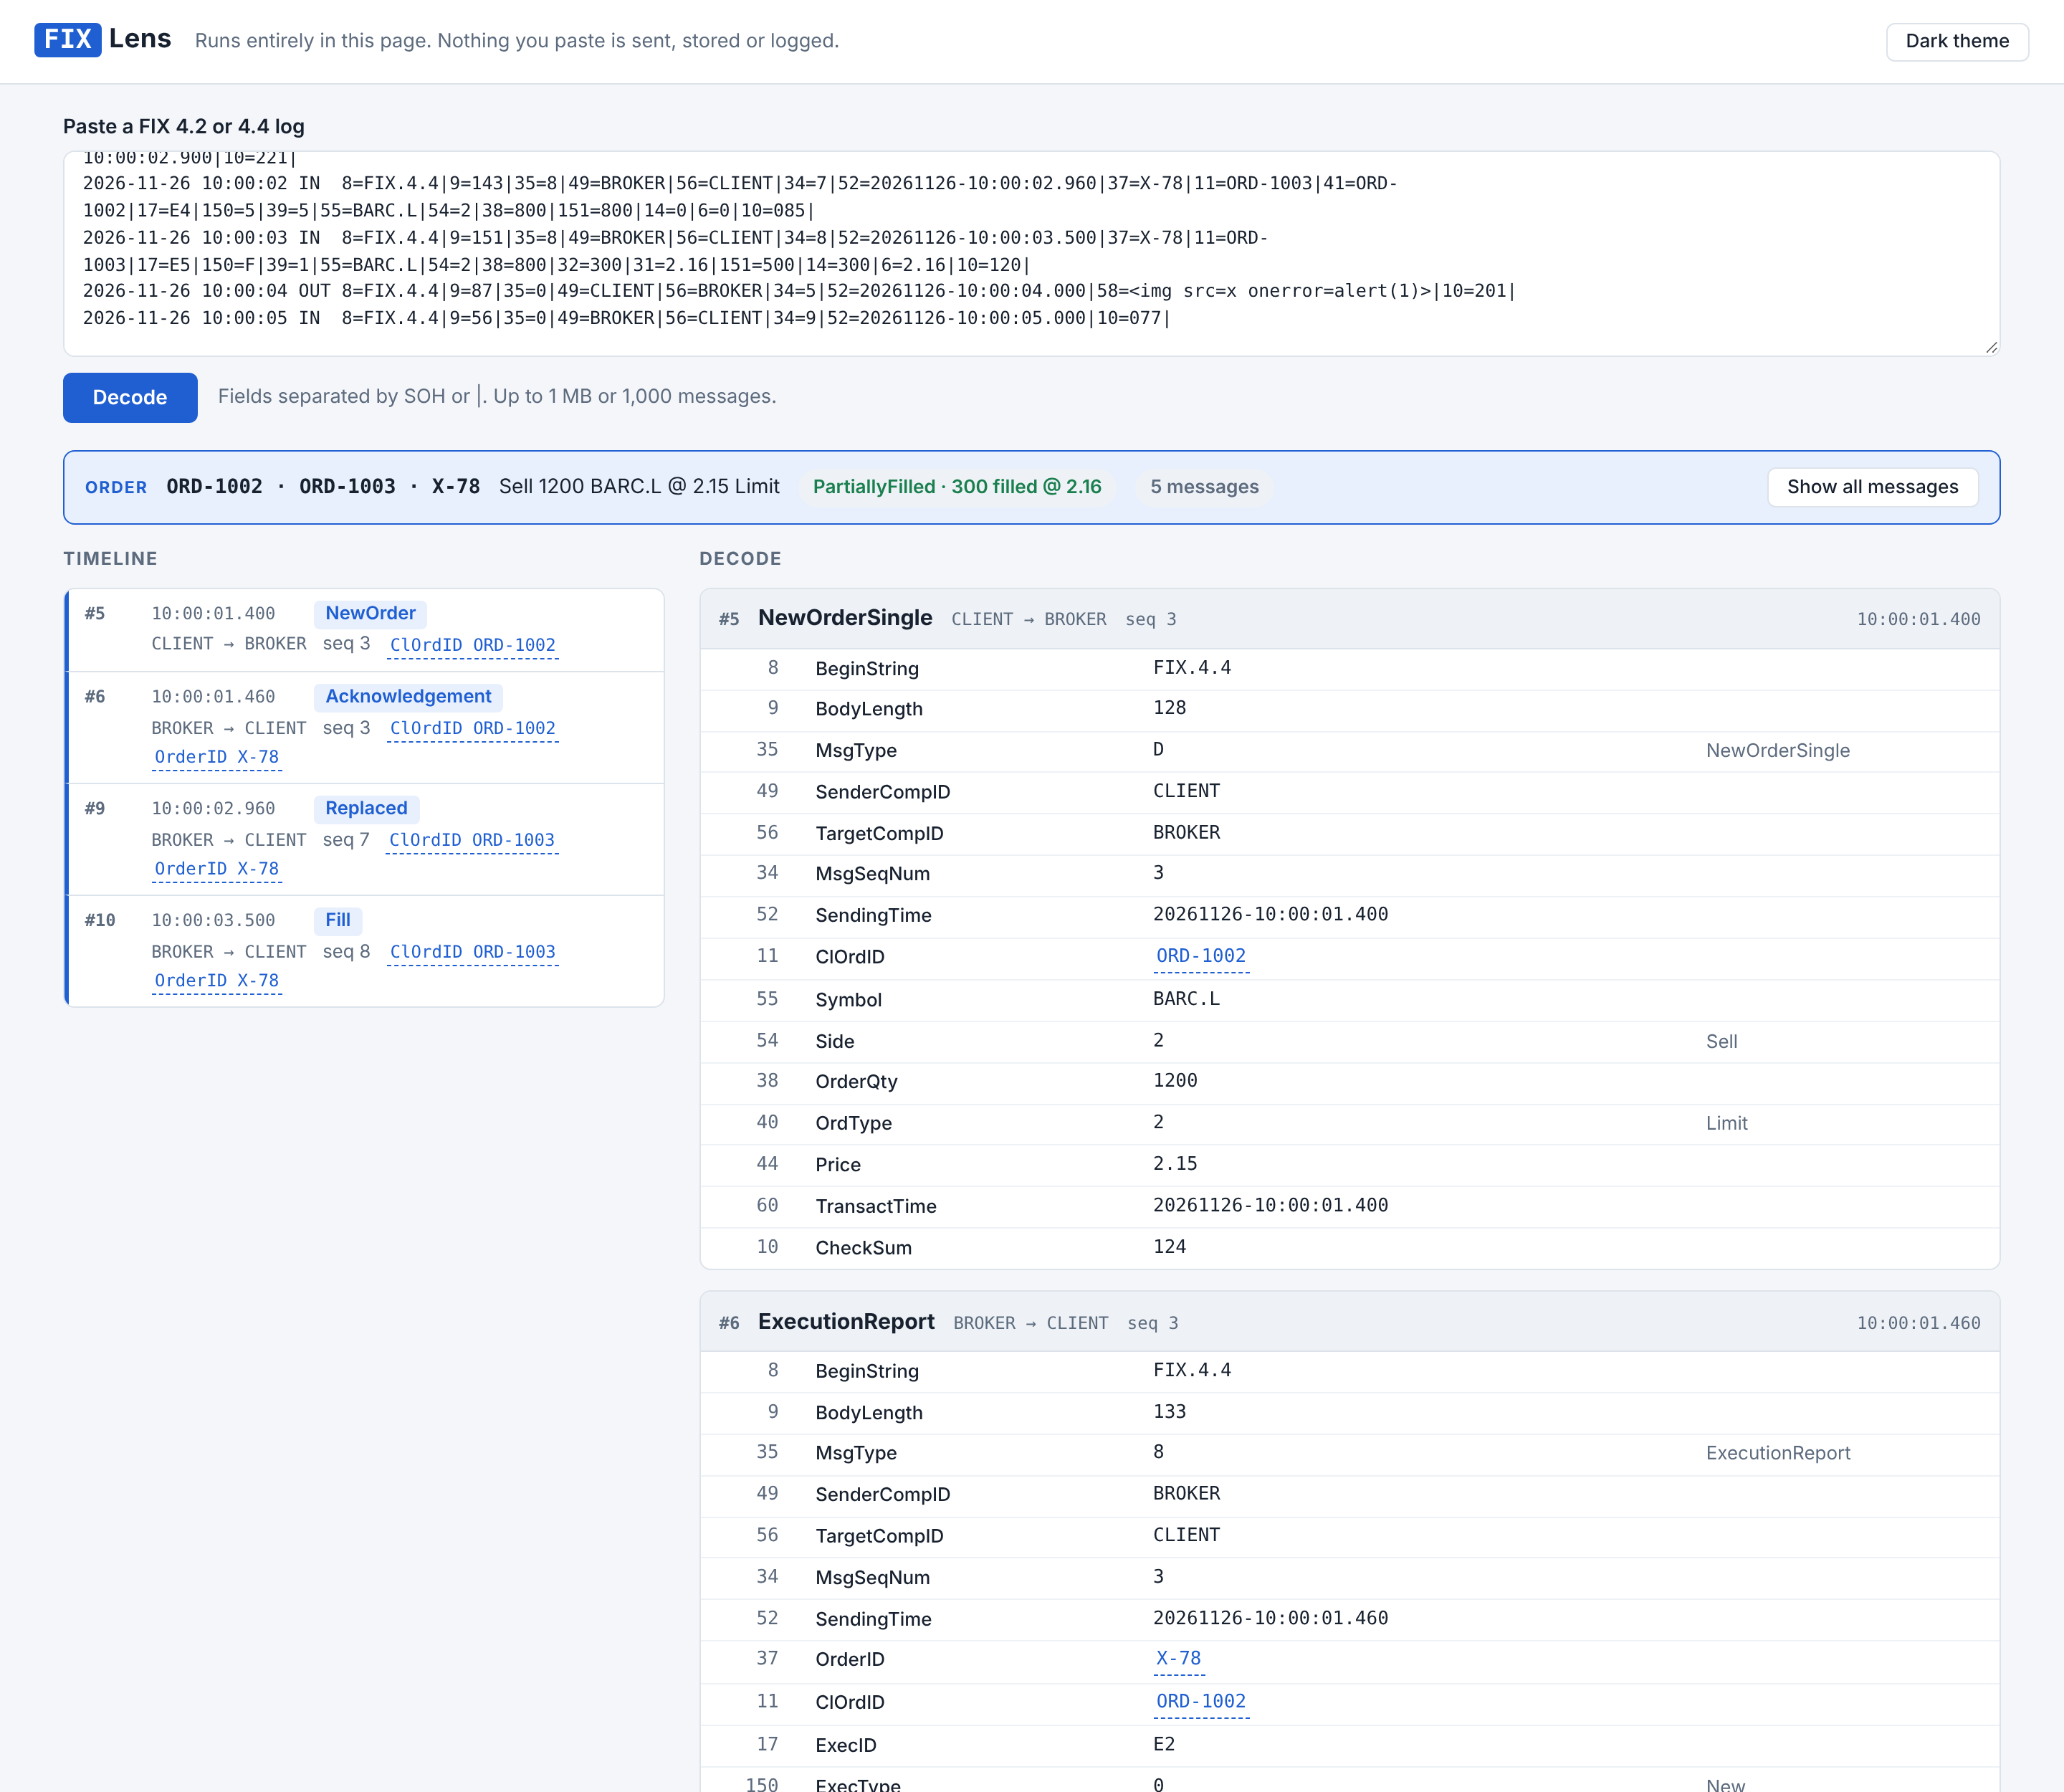 FIX Lens Runs entirely in this page. Nothing you paste is sent, stored or logged. Dark theme
Paste a FIX 4.2 or 4.4 log
10:00:02.900|10=221|
2026-11-26 10:00:02 IN  8=FIX.4.4|9=143|35=8|49=BROKER|56=CLIENT|34=7|52=20261126-10:00:02.960|37=X-78|11=ORD-1003|41=ORD-
1002|17=E4|150=5|39=5|55=BARC.L|54=2|38=800|151=800|14=0|6=0|10=085|
2026-11-26 10:00:03 IN  8=FIX.4.4|9=151|35=8|49=BROKER|56=CLIENT|34=8|52=20261126-10:00:03.500|37=X-78|11=ORD-
1003|17=E5|150=F|39=1|55=BARC.L|54=2|38=800|32=300|31=2.16|151=500|14=300|6=2.16|10=120|
2026-11-26 10:00:04 OUT 8=FIX.4.4|9=87|35=0|49=CLIENT|56=BROKER|34=5|52=20261126-10:00:04.000|58=<img src=x onerror=alert(1)>|10=201|
2026-11-26 10:00:05 IN  8=FIX.4.4|9=56|35=0|49=BROKER|56=CLIENT|34=9|52=20261126-10:00:05.000|10=077|
Decode Fields separated by SOH or |. Up to 1 MB or 1,000 messages.
ORDER ORD-1002 · ORD-1003 · X-78 Sell 1200 BARC.L @ 2.15 Limit PartiallyFilled · 300 filled @ 2.16 5 messages Show all messages
TIMELINE
#5 10:00:01.400 NewOrder
CLIENT → BROKER seq 3 ClOrdID ORD-1002
#6 10:00:01.460 Acknowledgement
BROKER → CLIENT seq 3 ClOrdID ORD-1002
OrderID X-78
#9 10:00:02.960 Replaced
BROKER → CLIENT seq 7 ClOrdID ORD-1003
OrderID X-78
#10 10:00:03.500 Fill
BROKER → CLIENT seq 8 ClOrdID ORD-1003
OrderID X-78
DECODE
#5 NewOrderSingle CLIENT → BROKER seq 3 10:00:01.400
8 BeginString FIX.4.4
9 BodyLength 128
35 MsgType D NewOrderSingle
49 SenderCompID CLIENT
56 TargetCompID BROKER
34 MsgSeqNum 3
52 SendingTime 20261126-10:00:01.400
11 ClOrdID ORD-1002
55 Symbol BARC.L
54 Side 2 Sell
38 OrderQty 1200
40 OrdType 2 Limit
44 Price 2.15
60 TransactTime 20261126-10:00:01.400
10 CheckSum 124
#6 ExecutionReport BROKER → CLIENT seq 3 10:00:01.460
8 BeginString FIX.4.4
9 BodyLength 133
35 MsgType 8 ExecutionReport
49 SenderCompID BROKER
56 TargetCompID CLIENT
34 MsgSeqNum 3
52 SendingTime 20261126-10:00:01.460
37 OrderID X-78
11 ClOrdID ORD-1002
17 ExecID E2
150 ExecType 0 New